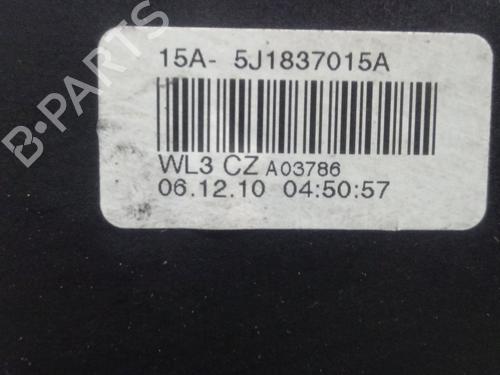 B-PARTS
15A- 5J1837015A
WL3 CZ A03786
06.12.10 04:50:57